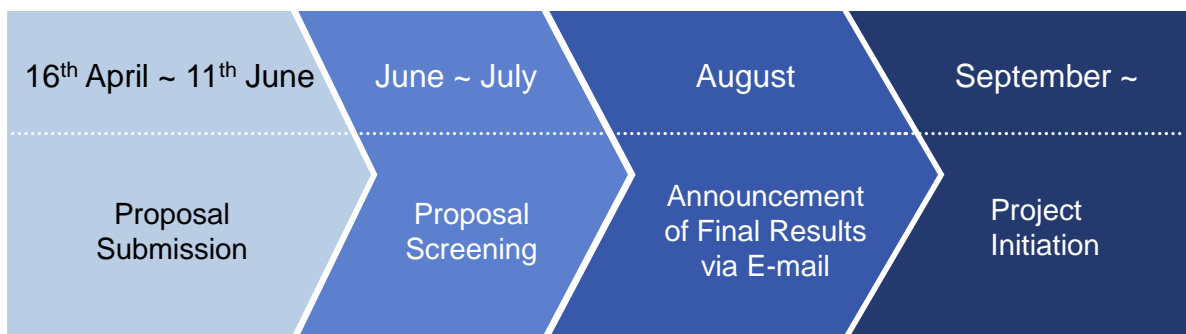 16th April ~ 11th June
June ~ July
August
September ~
Proposal
Submission
Proposal
Screening
Announcement
of Final Results
via E-mail
Project
Initiation